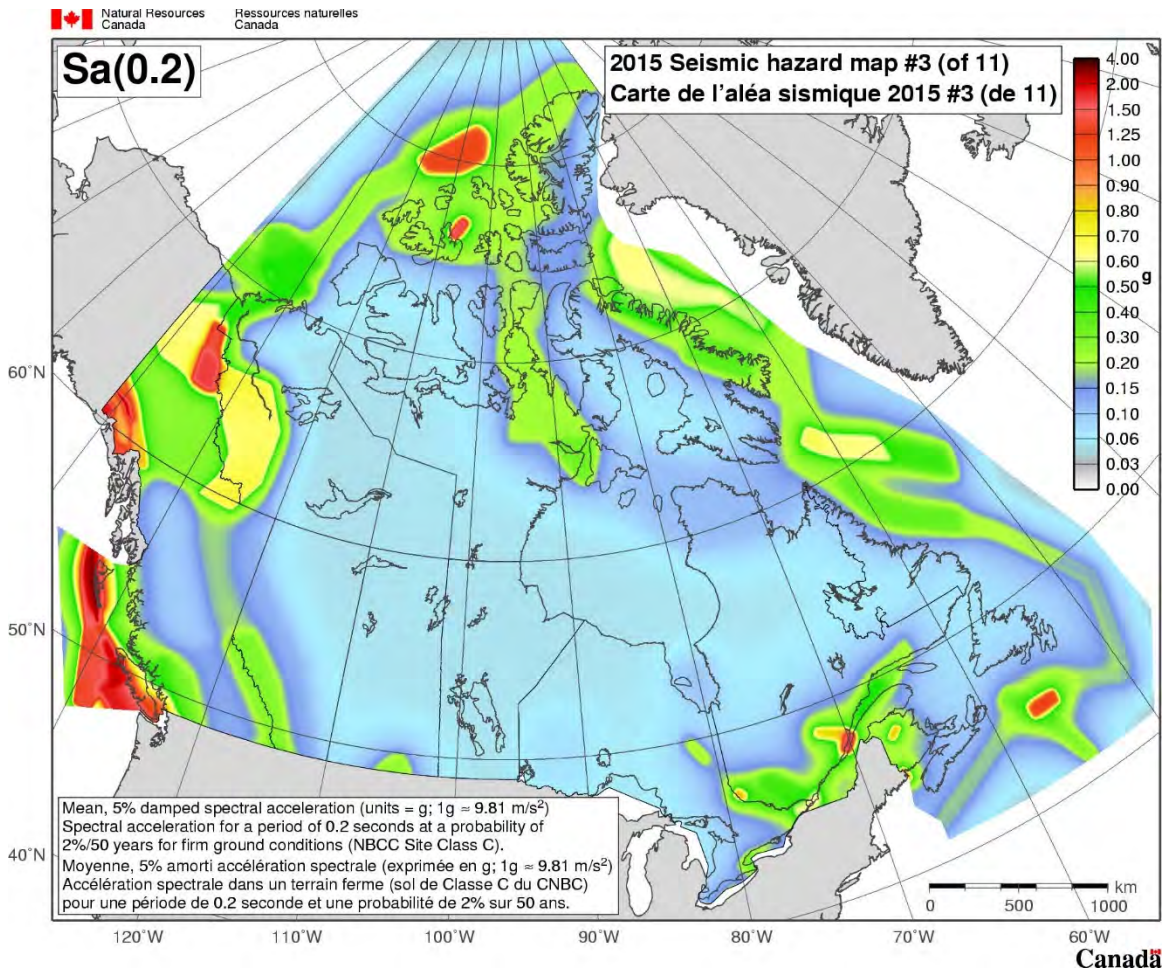 Natural Resources Canada
Ressources naturelles Canada
Sa(0.2)
2015 Seismic hazard map #3 (of 11)
Carte de l'aléa sismique 2015 #3 (de 11)
4.00
2.00
1.50
1.25
1.00
0.90
0.80
0.70
0.60
0.50
0.40
0.30
0.20
0.15
0.10
0.06
0.03
0.00
g
60˚N
50˚N
40˚N
Mean, 5% damped spectral acceleration (units = g; 1g ≈ 9.81 m/s²)
Spectral acceleration for a period of 0.2 seconds at a probability of
2%/50 years for firm ground conditions (NBCC Site Class C).
Moyenne, 5% amorti accélération spectrale (exprimée en g; 1g ≈ 9.81 m/s²)
Accélération spectrale dans un terrain ferme (sol de Classe C du CNBC)
pour une période de 0.2 seconde et une probabilité de 2% sur 50 ans.
km
0 500 1000
120˚W 110˚W 100˚W 90˚W 80˚W 70˚W 60˚W
Canada